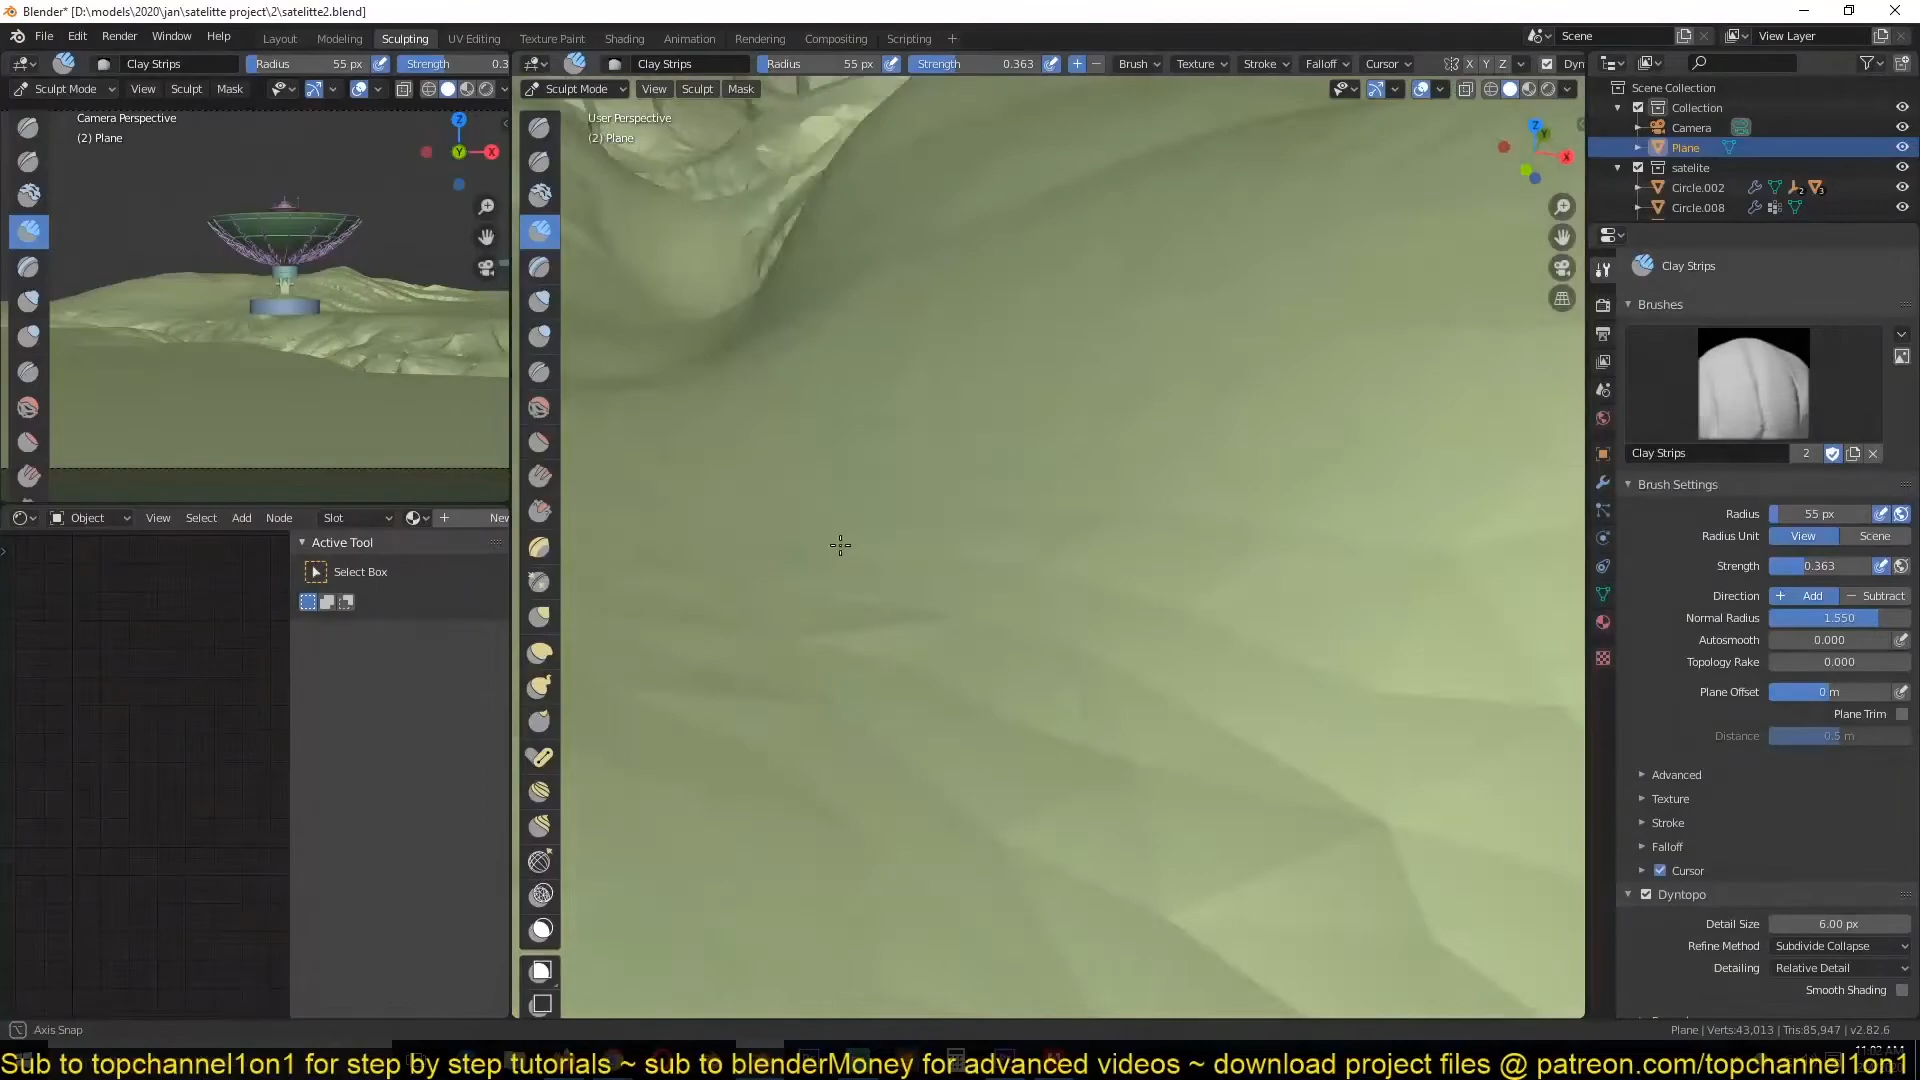 Blender* [D:\models\2020\jan\satelitte project\2\satelitte2.blend]
File Edit Render Window Help Layout Modeling Sculpting UV Editing Texture Paint Shading Animation Rendering Compositing Scripting Scene View Layer
Clay Strips Radius 55 px Strength 0.3
Clay Strips Radius 55 px Strength 0.363 Brush Texture Stroke Falloff Cursor X Y Z Dyn
Sculpt Mode View Sculpt Mask
Sculpt Mode View Sculpt Mask
Camera Perspective
(2) Plane
User Perspective
(2) Plane
Scene Collection
Collection
Camera
Plane
satelite
Circle.002
Circle.008
Clay Strips
Brushes
Clay Strips 2
Brush Settings
Radius 55 px
Radius Unit View Scene
Strength 0.363
Direction Add Subtract
Normal Radius 1.550
Autosmooth 0.000
Topology Rake 0.000
Plane Offset 0 m
Plane Trim
Distance 0.5 m
Advanced
Texture
Stroke
Falloff
Cursor
Dyntopo
Detail Size 6.00 px
Refine Method Subdivide Collapse
Detailing Relative Detail
Smooth Shading
Object View Select Add Node Slot New
Active Tool
Select Box
Axis Snap
Plane | Verts:43,013 | Tris:85,947 | v2.82.6
Sub to topchannel1on1 for step by step tutorials ~ sub to blenderMoney for advanced videos ~ download project files @ patreon.com/topchannel1on1